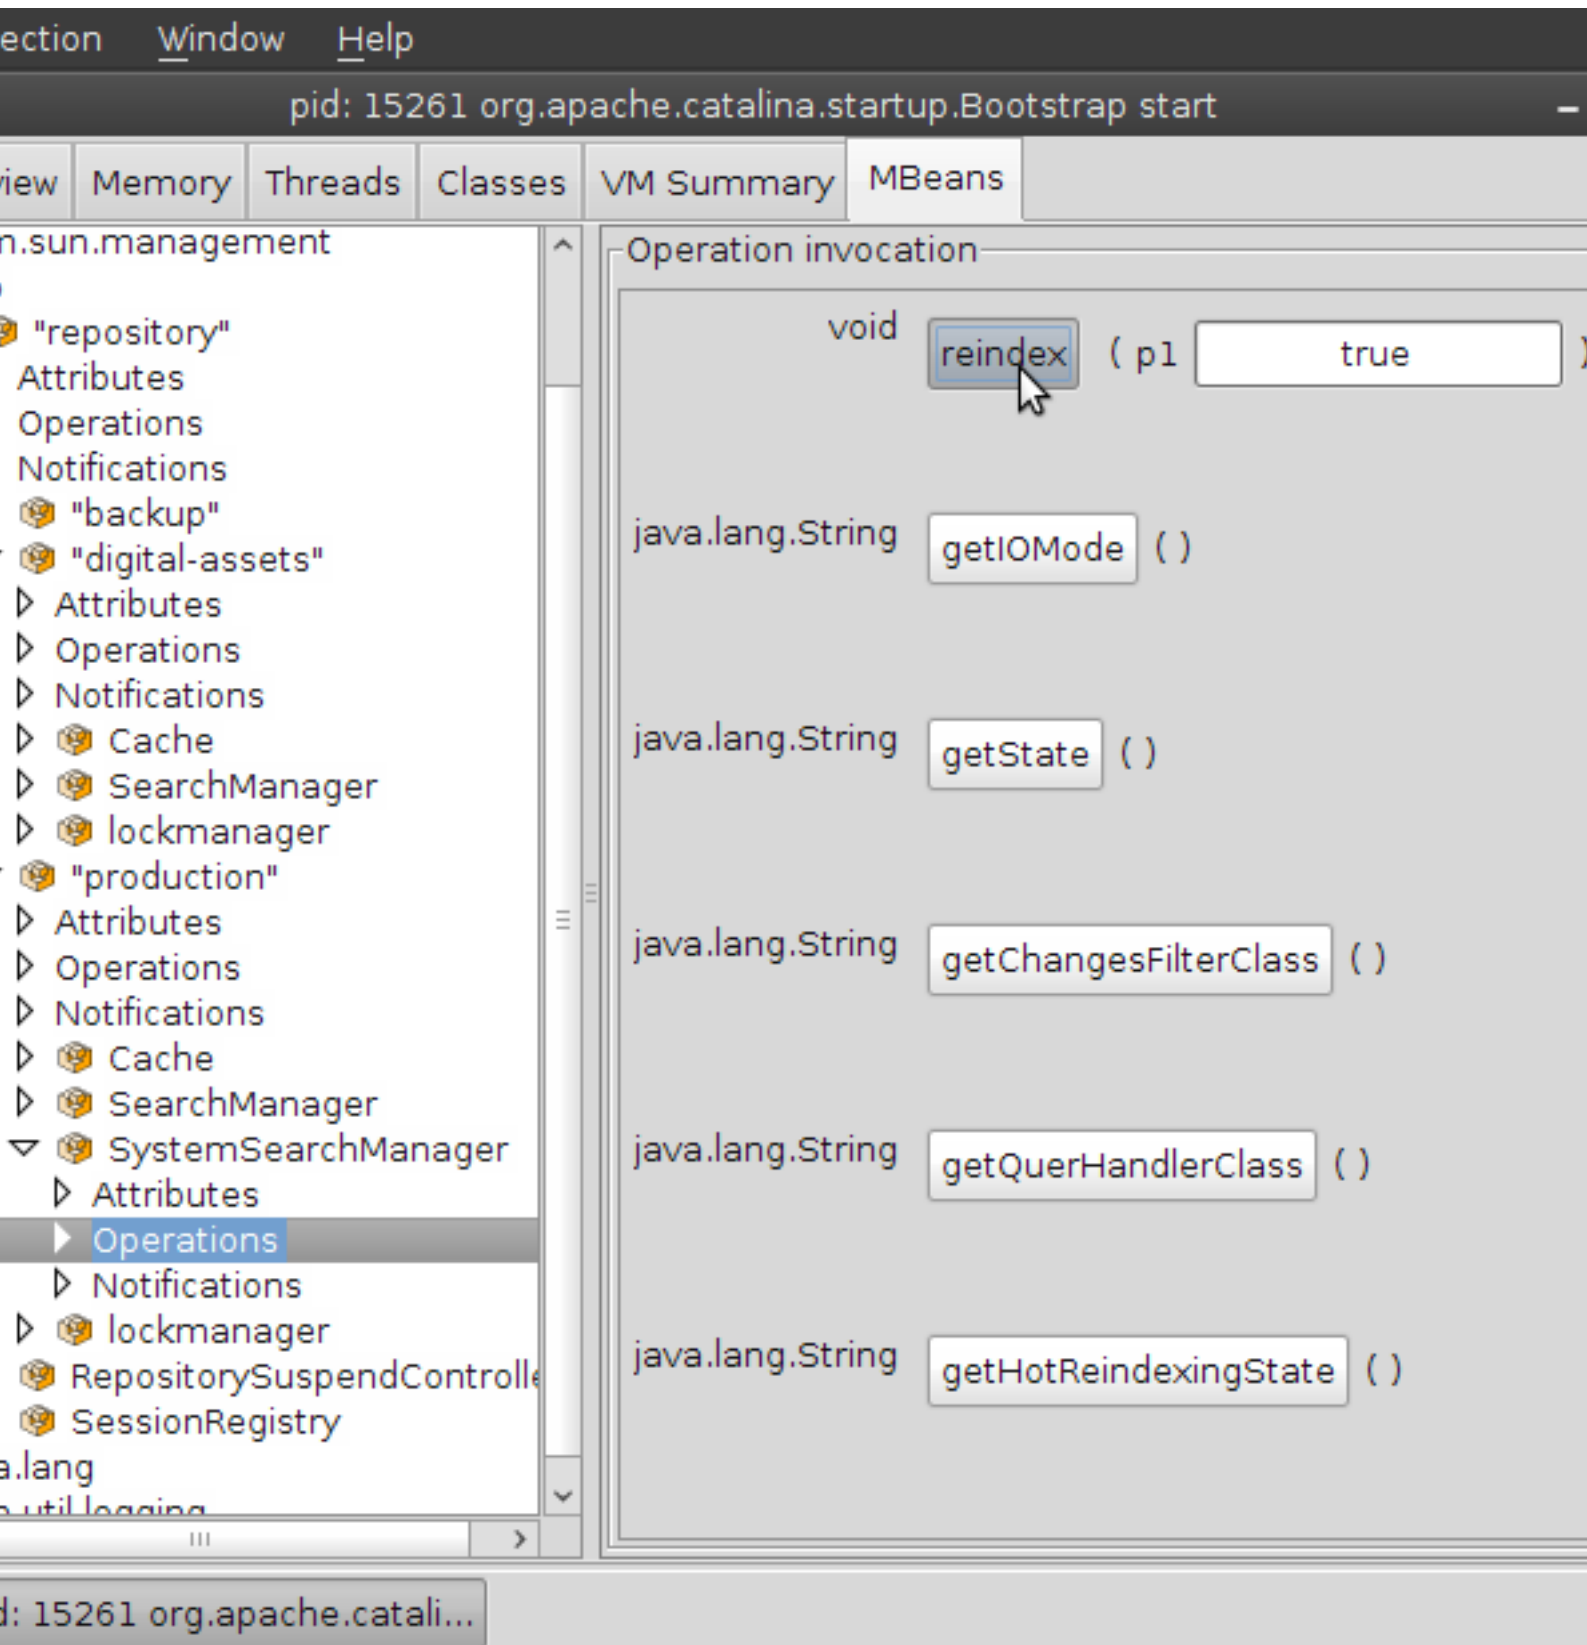 ection Window Help
pid: 15261 org.apache.catalina.startup.Bootstrap start
iew Memory Threads Classes VM Summary MBeans
n.sun.management
"repository"
Attributes
Operations
Notifications
"backup"
"digital-assets"
Attributes
Operations
Notifications
Cache
SearchManager
lockmanager
"production"
Attributes
Operations
Notifications
Cache
SearchManager
SystemSearchManager
Attributes
Operations
Notifications
lockmanager
RepositorySuspendControlle
SessionRegistry
a.lang
util.logging
Operation invocation
void reindex ( p1 true )
java.lang.String getIOMode ( )
java.lang.String getState ( )
java.lang.String getChangesFilterClass ( )
java.lang.String getQuerHandlerClass ( )
java.lang.String getHotReindexingState ( )
d: 15261 org.apache.catali...